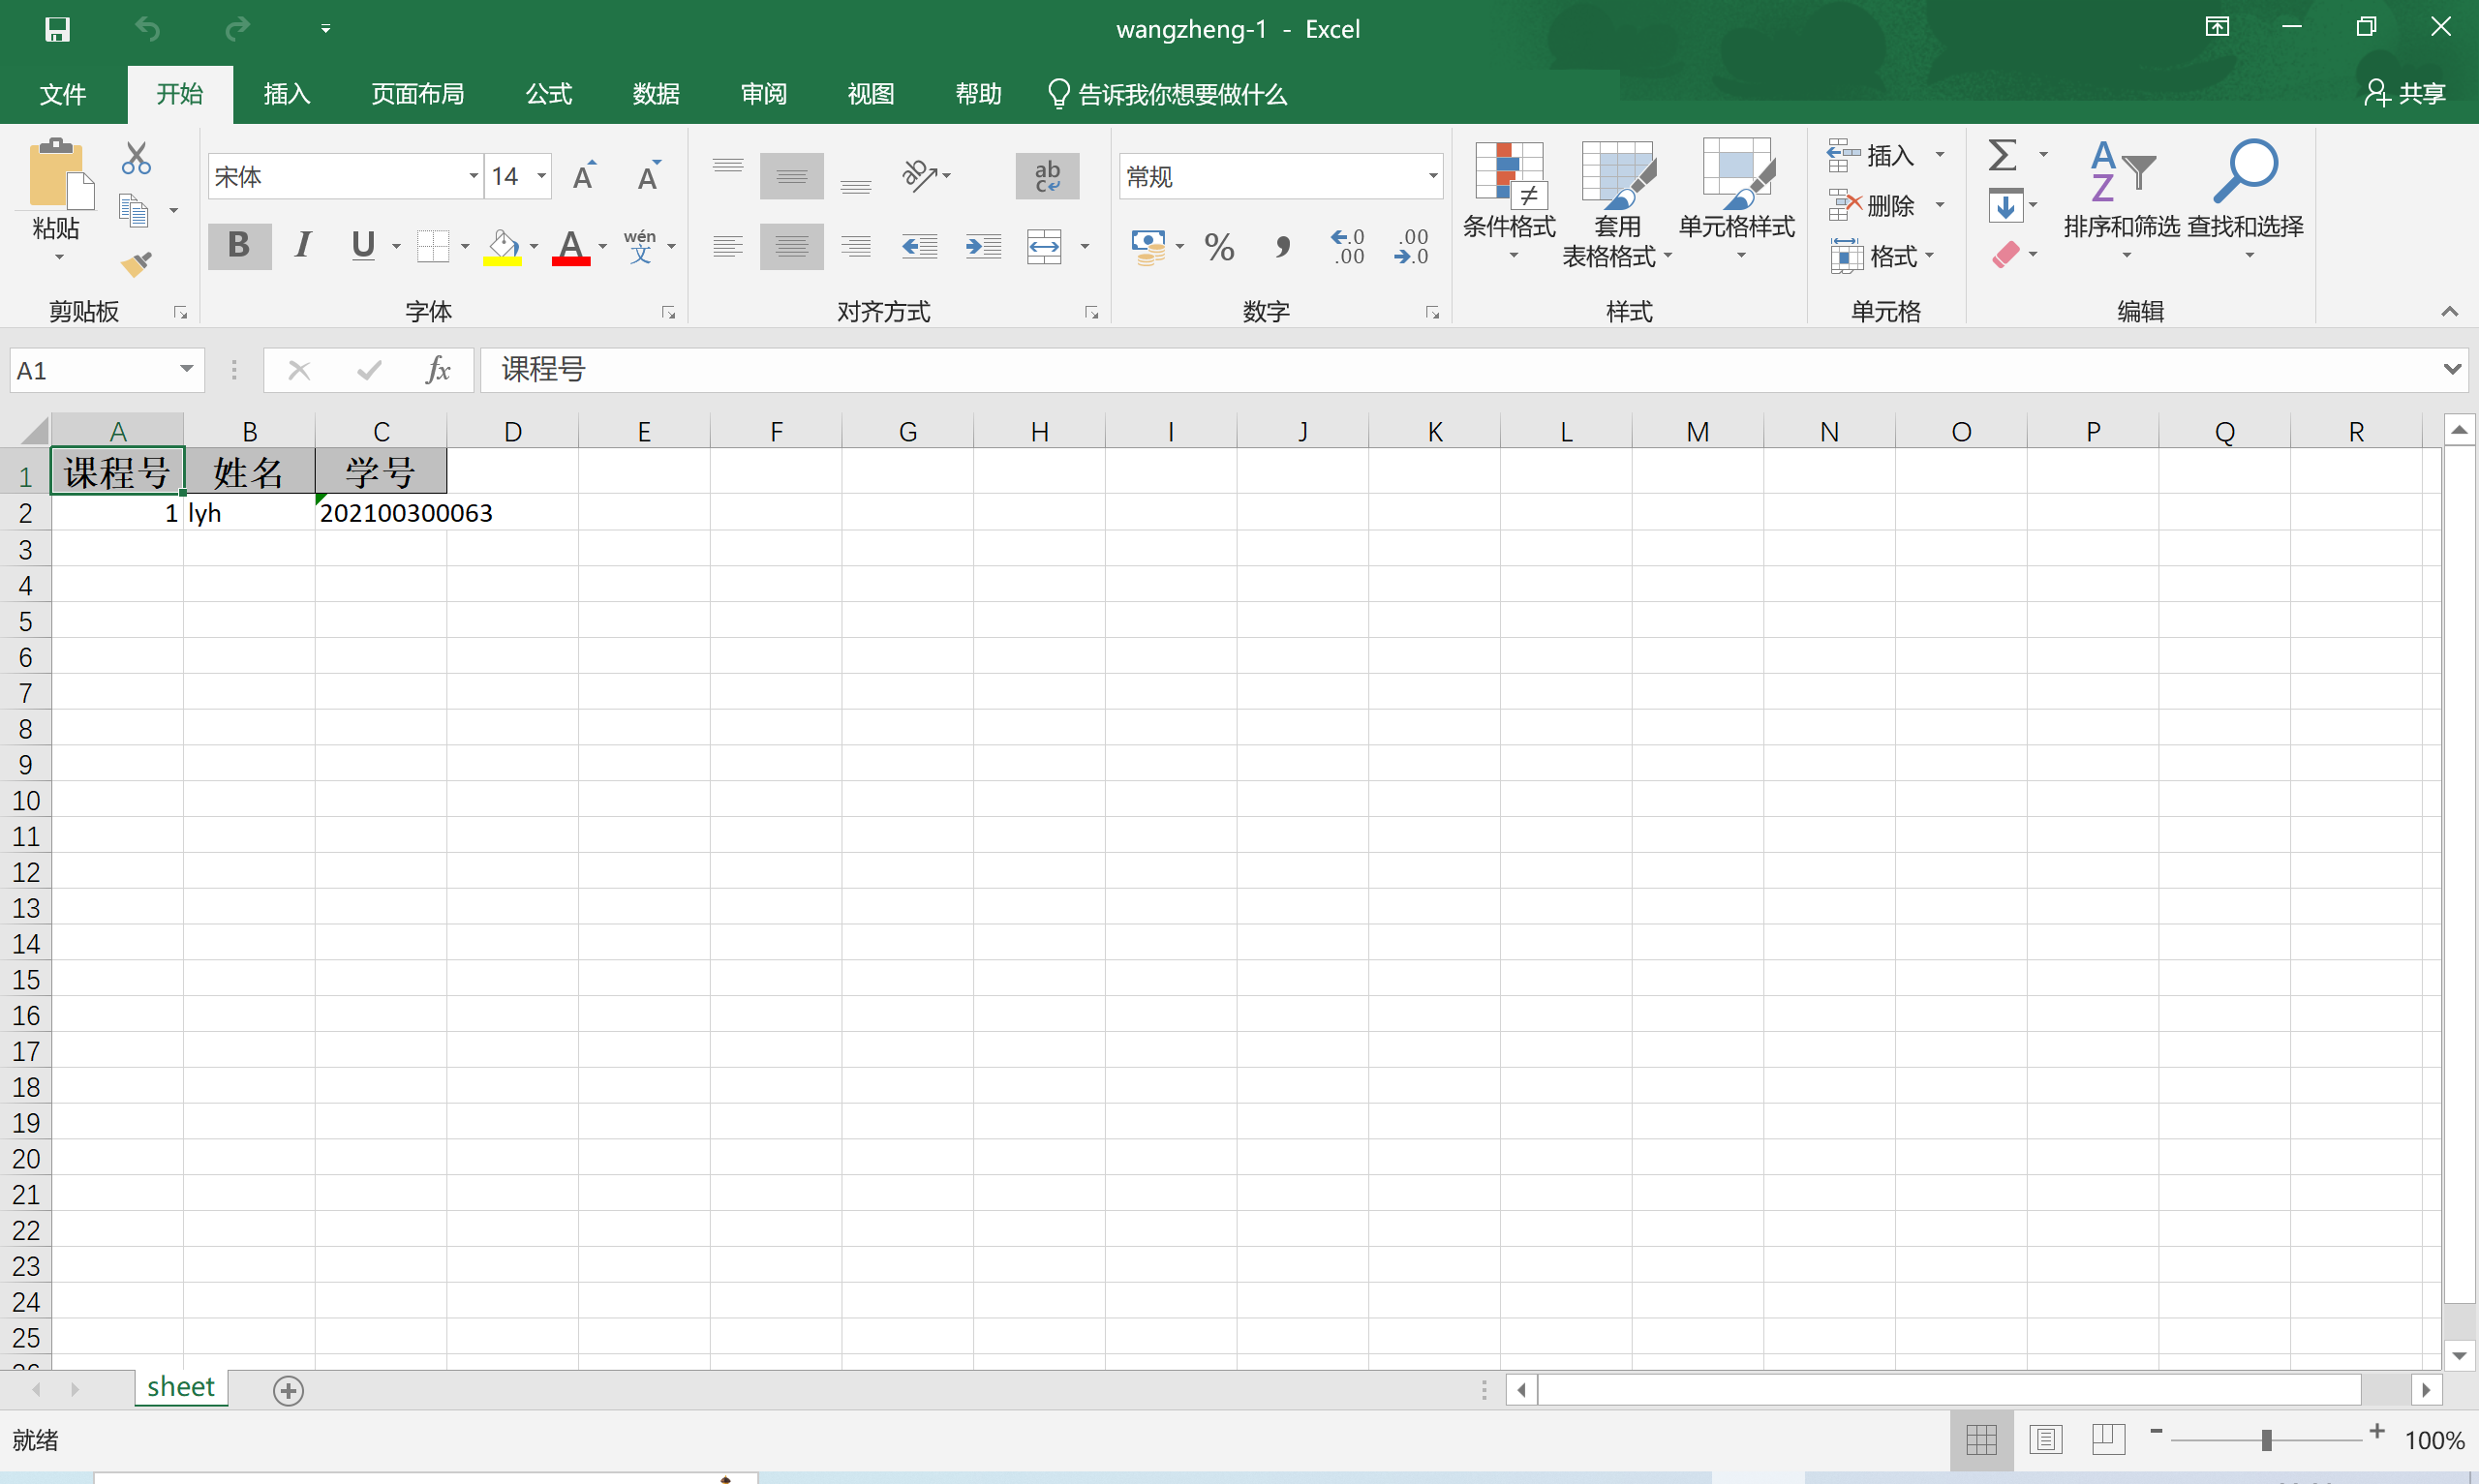 wangzheng-1 - Excel
文件 开始 插入 页面布局 公式 数据 审阅 视图 帮助 告诉我你想要做什么 共享
粘贴 宋体 14 A A ab ab c 常规 条件格式 套用 表格格式 单元格样式 插入 删除 格式 Σ A Z 排序和筛选 查找和选择
B I U A wén 文 % , .0 .00 .00 .0
剪贴板 字体 对齐方式 数字 样式 单元格 编辑
A1 fx 课程号
A B C D E F G H I J K L M N O P Q R
1 课程号 姓名 学号
2 1 lyh 202100300063
3
4
5
6
7
8
9
10
11
12
13
14
15
16
17
18
19
20
21
22
23
24
25
sheet
就绪 100%